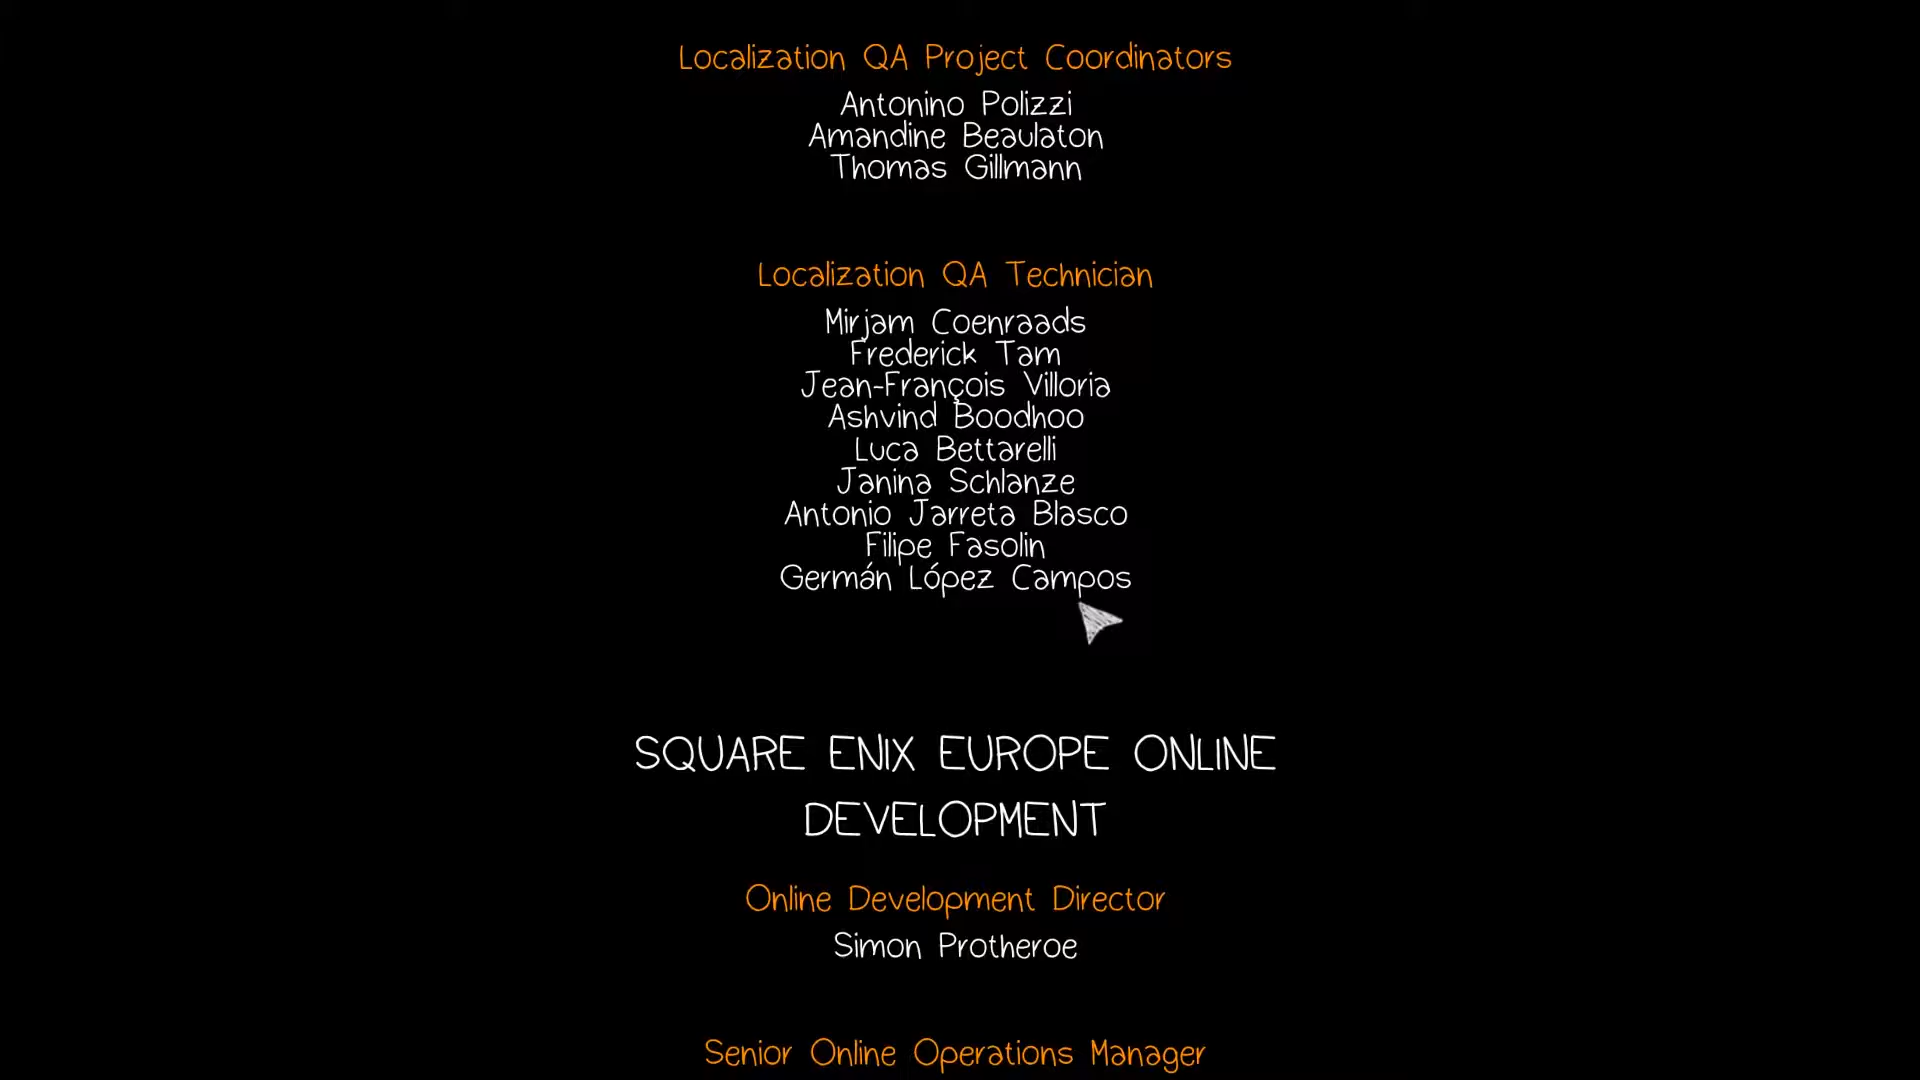 Localization QA Project Coordinators
Antonino Polizzi
Amandine Beaulaton
Thomas Gillmann
Localization QA Technician
Mirjam Coenraads
Frederick Tam
Jean-François Villoria
Ashvind Boodhoo
Luca Bettarelli
Janina Schlanze
Antonio Jarreta Blasco
Filipe Fasolin
Germán López Campos
SQUARE ENIX EUROPE ONLINE
DEVELOPMENT
Online Development Director
Simon Protheroe
Senior Online Operations Manager